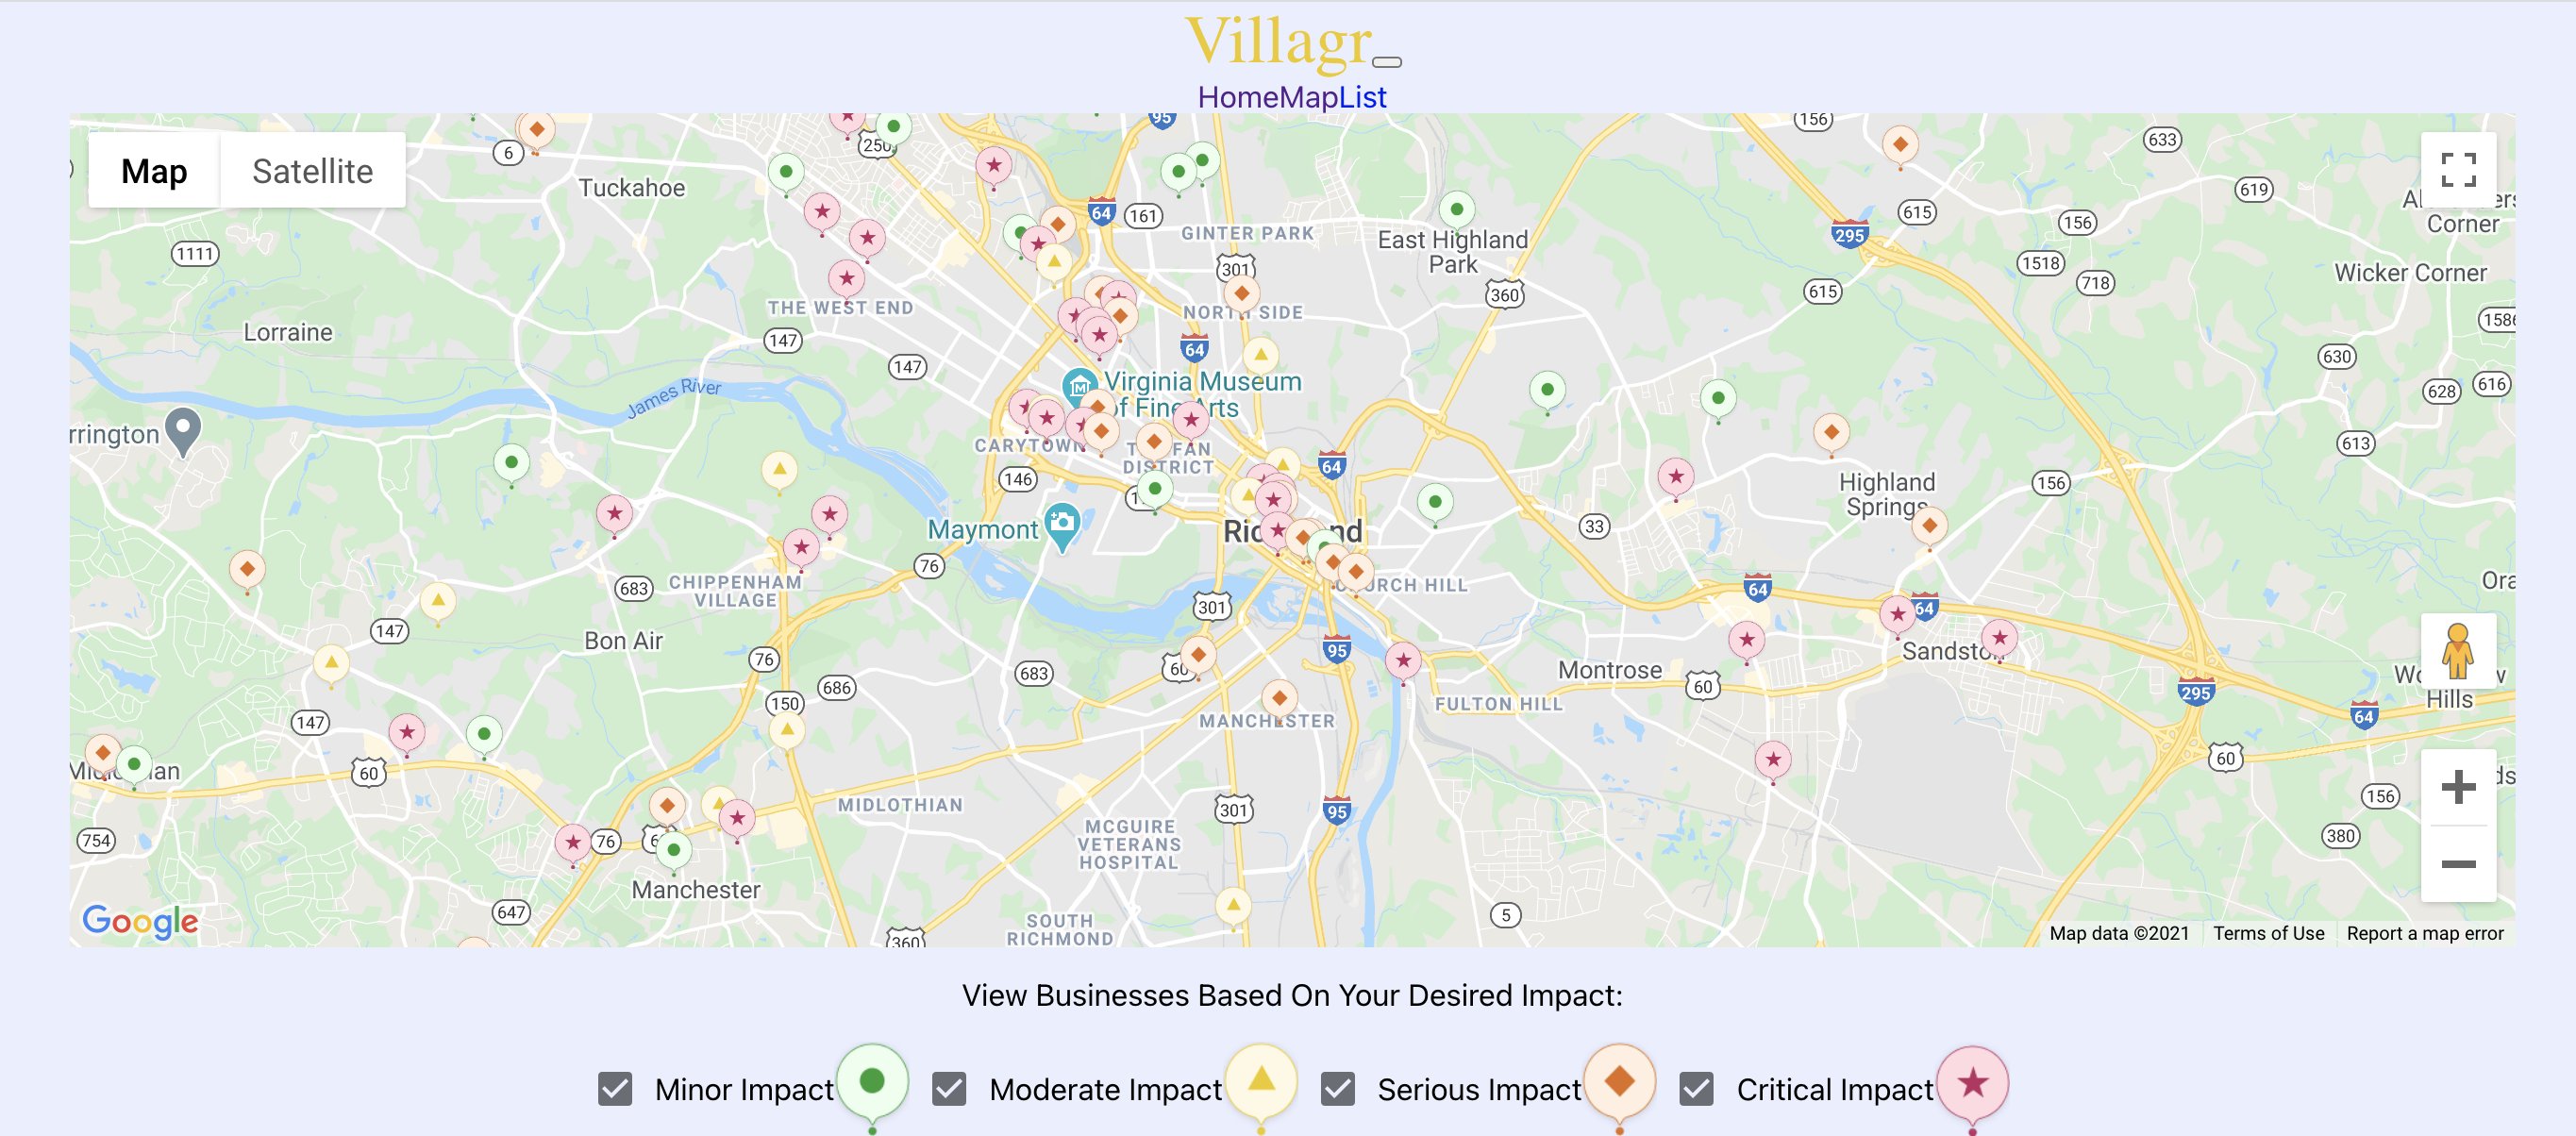 Villagr
HomeMapList
Map
Satellite
95
156
633
6
250
Tuckahoe
619
64
161
615
156
Corner
1111
GINTER PARK
East Highland
Park
295
301
1518
Wicker Corner
718
615
360
THE WEST END
NORTH SIDE
Lorraine
147
64
630
147
Virginia Museum
of Fine Arts
628
616
James River
rrington
613
CARYTOWN
DISTRICT
64
146
Highland
Springs
156
33
Maymont
76
CHIPPENHAM
VILLAGE
683
CHURCH HILL
64
64
301
147
Bon Air
95
76
Sandston
683
60
Montrose
686
60
295
Hills
150
FULTON HILL
64
147
MANCHESTER
60
60
156
MIDLOTHIAN
301
95
MCGUIRE
VETERANS
HOSPITAL
754
76
380
Manchester
647
SOUTH
RICHMOND
5
360
Google
Map data ©2021
Terms of Use
Report a map error
View Businesses Based On Your Desired Impact:
Minor Impact
Moderate Impact
Serious Impact
Critical Impact